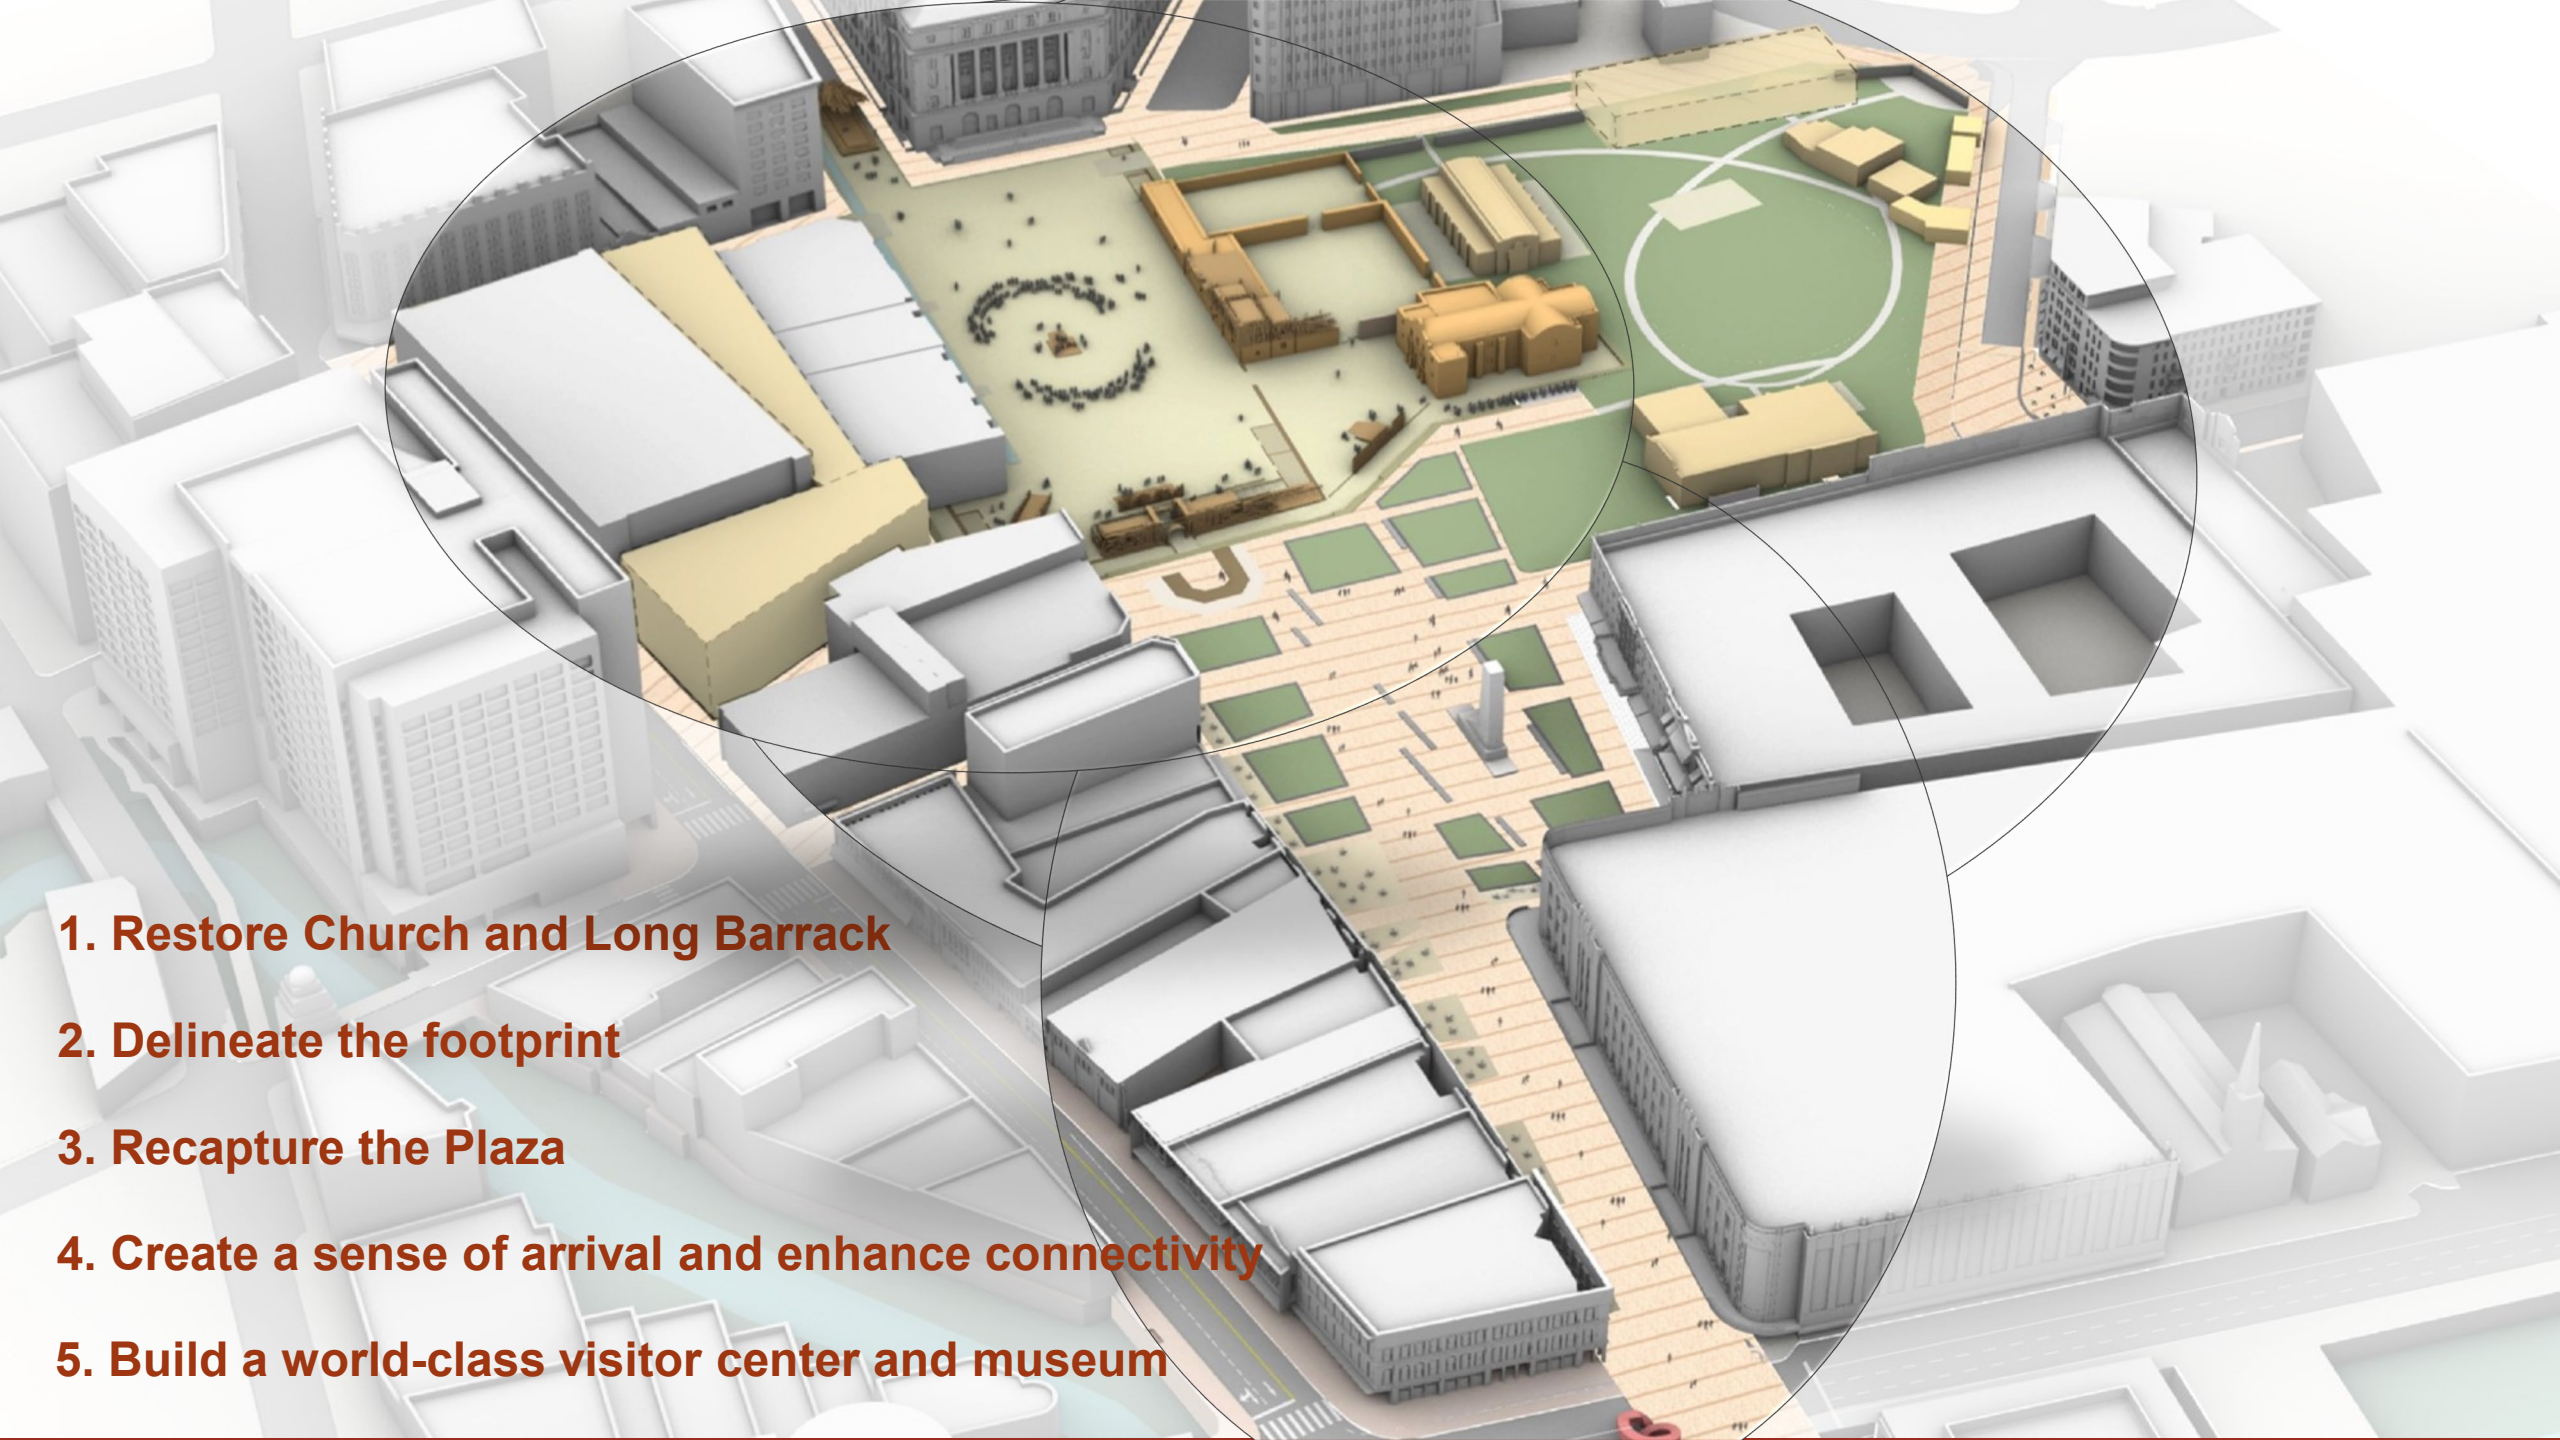 1. Restore Church and Long Barrack
2. Delineate the footprint
3. Recapture the Plaza
4. Create a sense of arrival and enhance connectivity
5. Build a world-class visitor center and museum